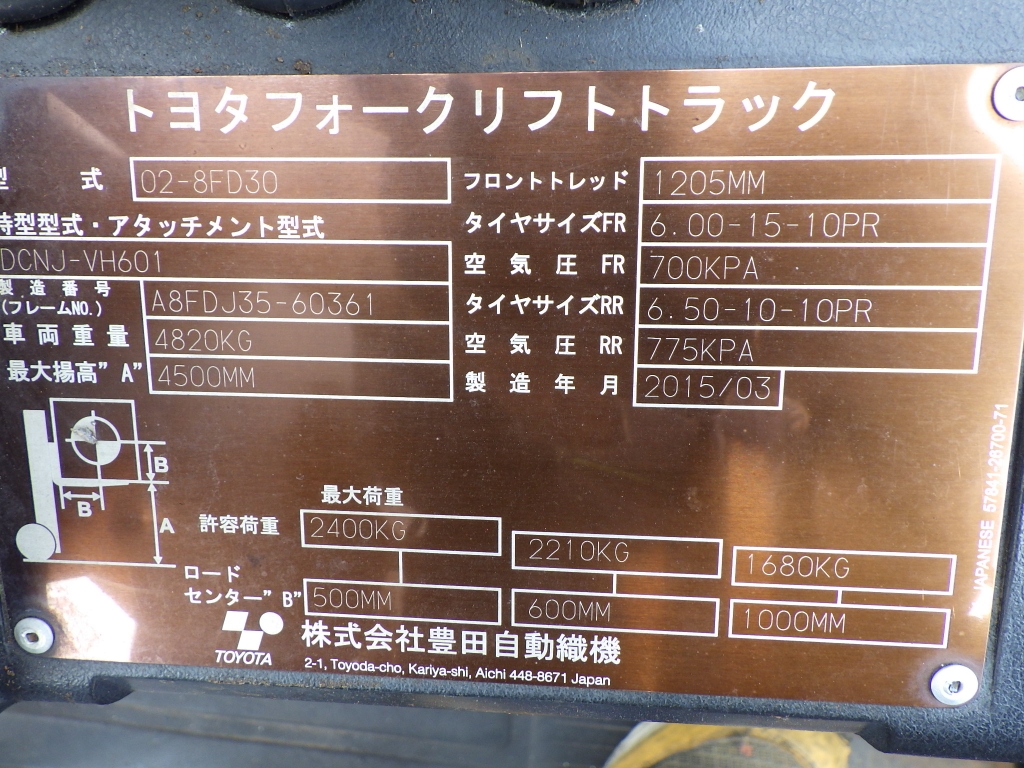 トヨタフォークリフトトラック
型 式 02-8FD30
特型型式・アタッチメント型式
DCNJ-VH601
製造番号
(フレームNO.) A8FDJ35-60361
車両重量 4820KG
最大揚高"A" 4500MM
フロントトレッド 1205MM
タイヤサイズFR 6.00-15-10PR
空気圧 FR 700KPA
タイヤサイズRR 6.50-10-10PR
空気圧 RR 775KPA
製造年月 2015/03
B
B
A
最大荷重
許容荷重 2400KG 2210KG 1680KG
ロード
センター"B" 500MM 600MM 1000MM
TOYOTA
株式会社豊田自動織機
2-1, Toyoda-cho, Kariya-shi, Aichi 448-8671 Japan
JAPANESE 57841-26700-71